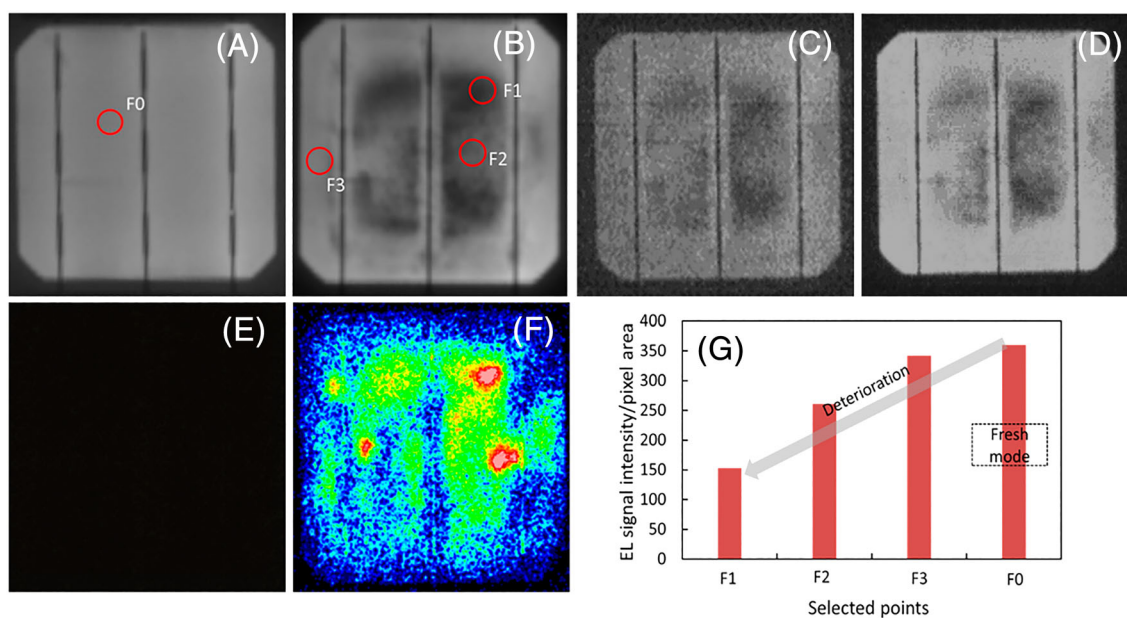 (A)
F0
(B)
F1
F2
F3
(C)
(D)
(E)
(F)
(G)
EL signal intensity/pixel area
400
350
300
250
200
150
100
50
0
Deterioration
Fresh
mode
F1 F2 F3 F0
Selected points